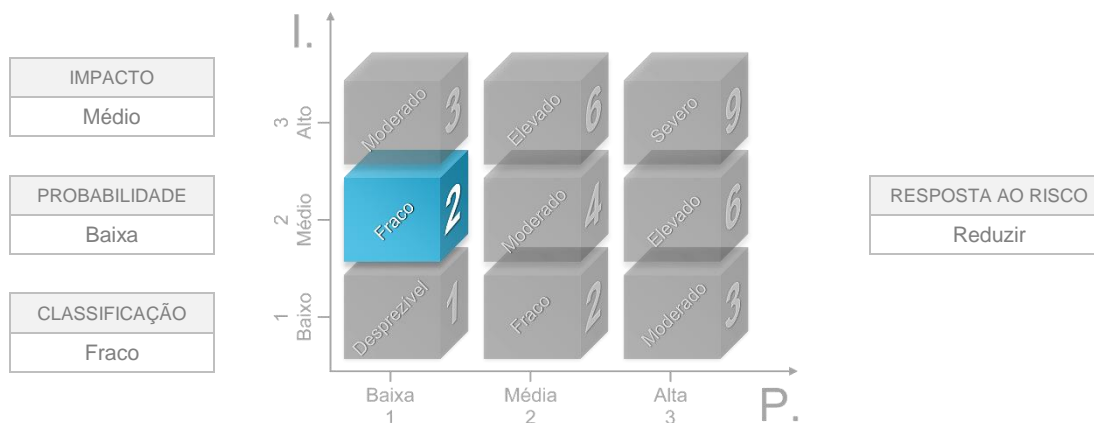 IMPACTO
Médio
PROBABILIDADE
Baixa
CLASSIFICAÇÃO
Fraco
I.
3
Alto
2
Médio
1
Baixo
Moderado 3
Elevado 6
Severo 9
Fraco 2
Moderado 4
Elevado 6
Desprezível 1
Fraco 2
Moderado 3
Baixa
1
Média
2
Alta
3
P.
RESPOSTA AO RISCO
Reduzir